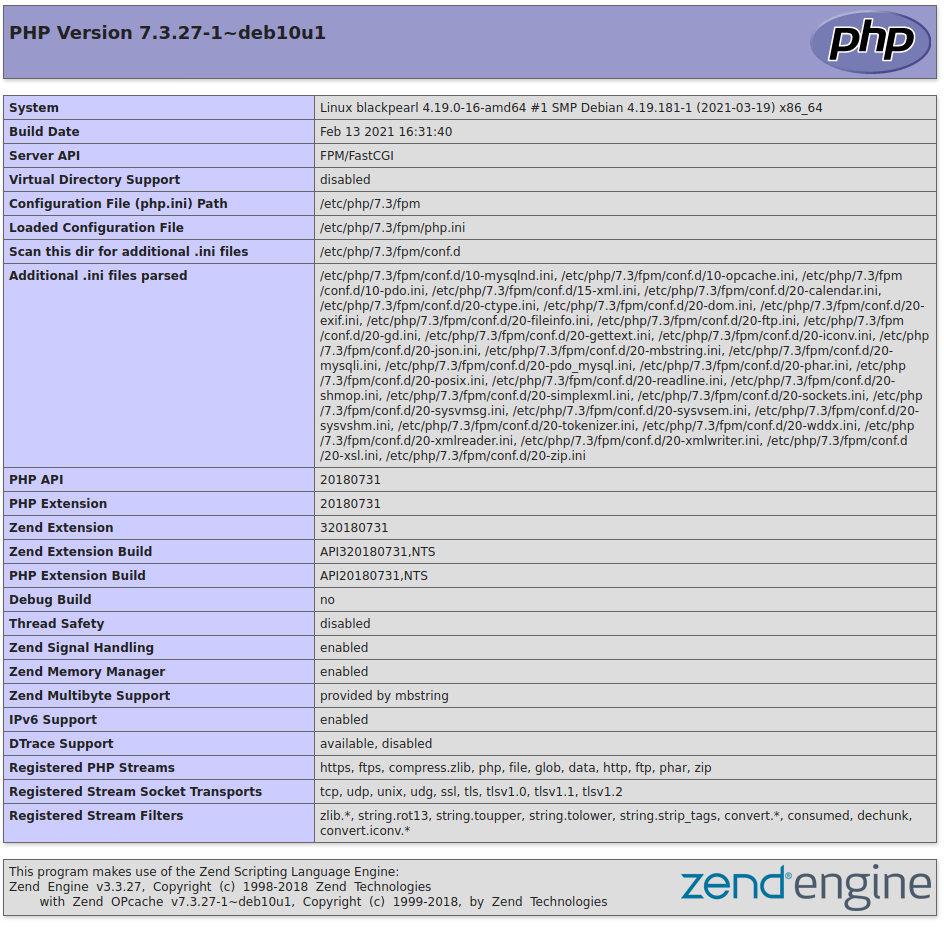 PHP Version 7.3.27-1~deb10u1
php
System Linux blackpearl 4.19.0-16-amd64 #1 SMP Debian 4.19.181-1 (2021-03-19) x86_64
Build Date Feb 13 2021 16:31:40
Server API FPM/FastCGI
Virtual Directory Support disabled
Configuration File (php.ini) Path /etc/php/7.3/fpm
Loaded Configuration File /etc/php/7.3/fpm/php.ini
Scan this dir for additional .ini files /etc/php/7.3/fpm/conf.d
Additional .ini files parsed /etc/php/7.3/fpm/conf.d/10-mysqlnd.ini, /etc/php/7.3/fpm/conf.d/10-opcache.ini, /etc/php/7.3/fpm
/conf.d/10-pdo.ini, /etc/php/7.3/fpm/conf.d/15-xml.ini, /etc/php/7.3/fpm/conf.d/20-calendar.ini,
/etc/php/7.3/fpm/conf.d/20-ctype.ini, /etc/php/7.3/fpm/conf.d/20-dom.ini, /etc/php/7.3/fpm/conf.d/20-
exif.ini, /etc/php/7.3/fpm/conf.d/20-fileinfo.ini, /etc/php/7.3/fpm/conf.d/20-ftp.ini, /etc/php/7.3/fpm
/conf.d/20-gd.ini, /etc/php/7.3/fpm/conf.d/20-gettext.ini, /etc/php/7.3/fpm/conf.d/20-iconv.ini, /etc/php
/7.3/fpm/conf.d/20-json.ini, /etc/php/7.3/fpm/conf.d/20-mbstring.ini, /etc/php/7.3/fpm/conf.d/20-
mysqli.ini, /etc/php/7.3/fpm/conf.d/20-pdo_mysql.ini, /etc/php/7.3/fpm/conf.d/20-phar.ini, /etc/php
/7.3/fpm/conf.d/20-posix.ini, /etc/php/7.3/fpm/conf.d/20-readline.ini, /etc/php/7.3/fpm/conf.d/20-
shmop.ini, /etc/php/7.3/fpm/conf.d/20-simplexml.ini, /etc/php/7.3/fpm/conf.d/20-sockets.ini, /etc/php
/7.3/fpm/conf.d/20-sysvmsg.ini, /etc/php/7.3/fpm/conf.d/20-sysvsem.ini, /etc/php/7.3/fpm/conf.d/20-
sysvshm.ini, /etc/php/7.3/fpm/conf.d/20-tokenizer.ini, /etc/php/7.3/fpm/conf.d/20-wddx.ini, /etc/php
/7.3/fpm/conf.d/20-xmlreader.ini, /etc/php/7.3/fpm/conf.d/20-xmlwriter.ini, /etc/php/7.3/fpm/conf.d
/20-xsl.ini, /etc/php/7.3/fpm/conf.d/20-zip.ini
PHP API 20180731
PHP Extension 20180731
Zend Extension 320180731
Zend Extension Build API320180731,NTS
PHP Extension Build API20180731,NTS
Debug Build no
Thread Safety disabled
Zend Signal Handling enabled
Zend Memory Manager enabled
Zend Multibyte Support provided by mbstring
IPv6 Support enabled
DTrace Support available, disabled
Registered PHP Streams https, ftps, compress.zlib, php, file, glob, data, http, ftp, phar, zip
Registered Stream Socket Transports tcp, udp, unix, udg, ssl, tls, tlsv1.0, tlsv1.1, tlsv1.2
Registered Stream Filters zlib.*, string.rot13, string.toupper, string.tolower, string.strip_tags, convert.*, consumed, dechunk,
convert.iconv.*
This program makes use of the Zend Scripting Language Engine:
Zend Engine v3.3.27, Copyright (c) 1998-2018 Zend Technologies
with Zend OPcache v7.3.27-1~deb10u1, Copyright (c) 1999-2018, by Zend Technologies
zend®engine